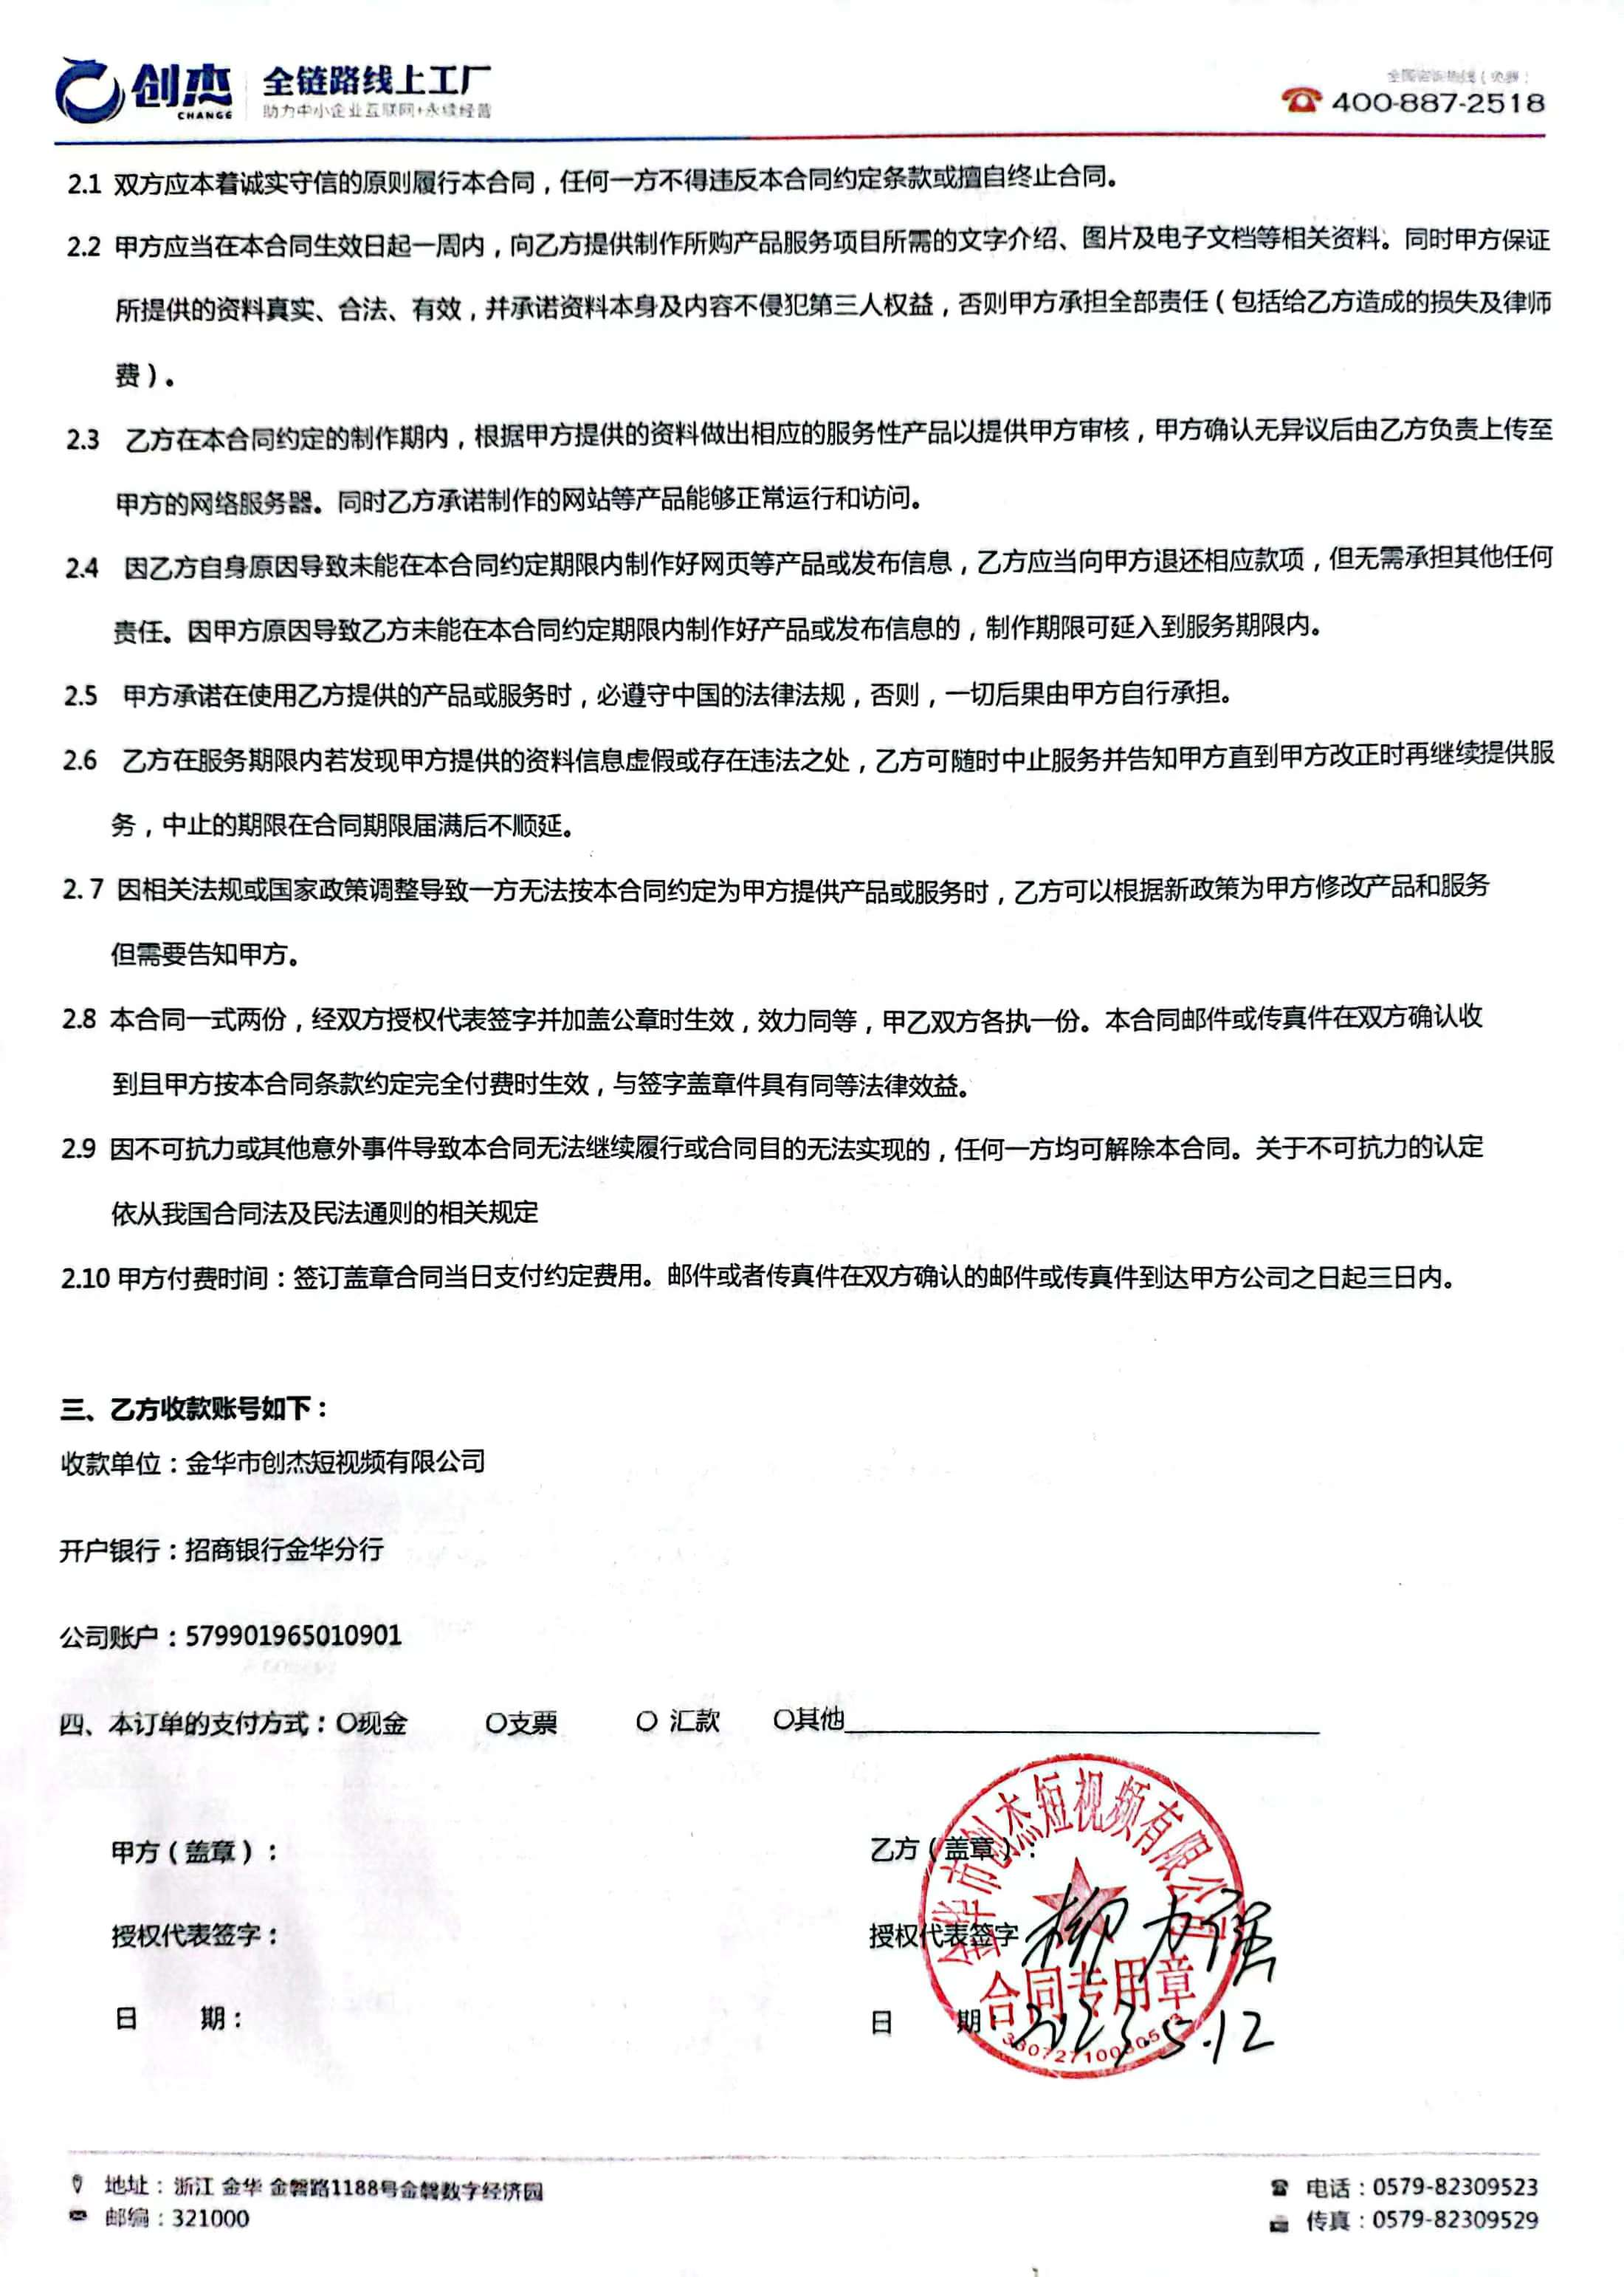 创杰 全链路线上工厂
CHANGE 助力中小企业互联网+永续经营
400-887-2518
2.1 双方应本着诚实守信的原则履行本合同，任何一方不得违反本合同约定条款或擅自终止合同。
2.2 甲方应当在本合同生效日起一周内，向乙方提供制作所购产品服务项目所需的文字介绍、图片及电子文档等相关资料。同时甲方保证
所提供的资料真实、合法、有效，并承诺资料本身及内容不侵犯第三人权益，否则甲方承担全部责任（包括给乙方造成的损失及律师
费）。
2.3 乙方在本合同约定的制作期内，根据甲方提供的资料做出相应的服务性产品以提供甲方审核，甲方确认无异议后由乙方负责上传至
甲方的网络服务器。同时乙方承诺制作的网站等产品能够正常运行和访问。
2.4 因乙方自身原因导致未能在本合同约定期限内制作好网页等产品或发布信息，乙方应当向甲方退还相应款项，但无需承担其他任何
责任。因甲方原因导致乙方未能在本合同约定期限内制作好产品或发布信息的，制作期限可延入到服务期限内。
2.5 甲方承诺在使用乙方提供的产品或服务时，必遵守中国的法律法规，否则，一切后果由甲方自行承担。
2.6 乙方在服务期限内若发现甲方提供的资料信息虚假或存在违法之处，乙方可随时中止服务并告知甲方直到甲方改正时再继续提供服
务，中止的期限在合同期限届满后不顺延。
2. 7 因相关法规或国家政策调整导致一方无法按本合同约定为甲方提供产品或服务时，乙方可以根据新政策为甲方修改产品和服务
但需要告知甲方。
2.8 本合同一式两份，经双方授权代表签字并加盖公章时生效，效力同等，甲乙双方各执一份。本合同邮件或传真件在双方确认收
到且甲方按本合同条款约定完全付费时生效，与签字盖章件具有同等法律效益。
2.9 因不可抗力或其他意外事件导致本合同无法继续履行或合同目的无法实现的，任何一方均可解除本合同。关于不可抗力的认定
依从我国合同法及民法通则的相关规定
2.10 甲方付费时间：签订盖章合同当日支付约定费用。邮件或者传真件在双方确认的邮件或传真件到达甲方公司之日起三日内。
三、乙方收款账号如下：
收款单位：金华市创杰短视频有限公司
开户银行：招商银行金华分行
公司账户：579901965010901
四、本订单的支付方式：○现金 ○支票 ○ 汇款 ○其他
甲方（盖章）： 乙方（盖章）：
金华市创杰短视频有限公司
授权代表签字： 授权代表签字 柳力强
合同专用章
日 期： 日 期 2023.5.12
地址：浙江 金华 金磐路1188号金磐数字经济园 电话：0579-82309523
邮编：321000 传真：0579-82309529